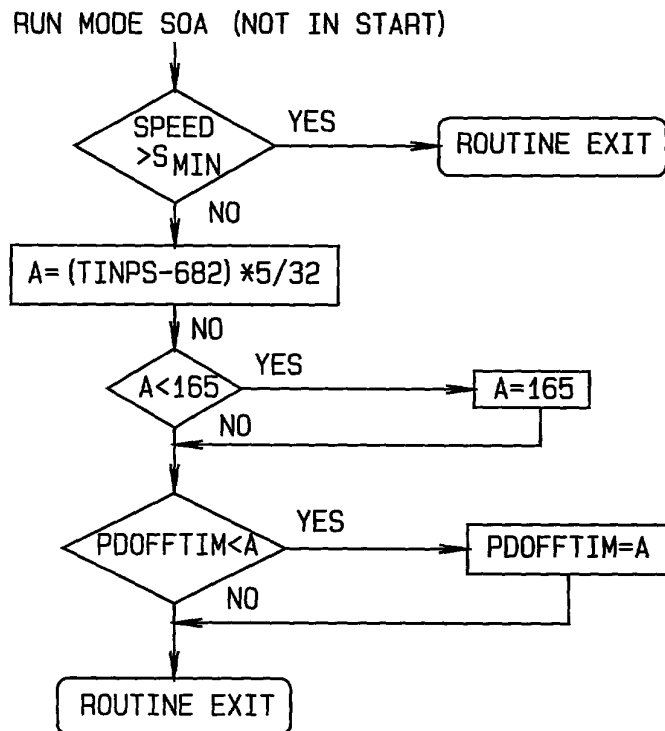 RUN MODE SOA (NOT IN START)
SPEED
>SMIN
YES
ROUTINE EXIT
NO
A=(TINPS-682)*5/32
NO
A<165
YES
A=165
NO
PDOFFTIM<A
YES
PDOFFTIM=A
NO
ROUTINE EXIT